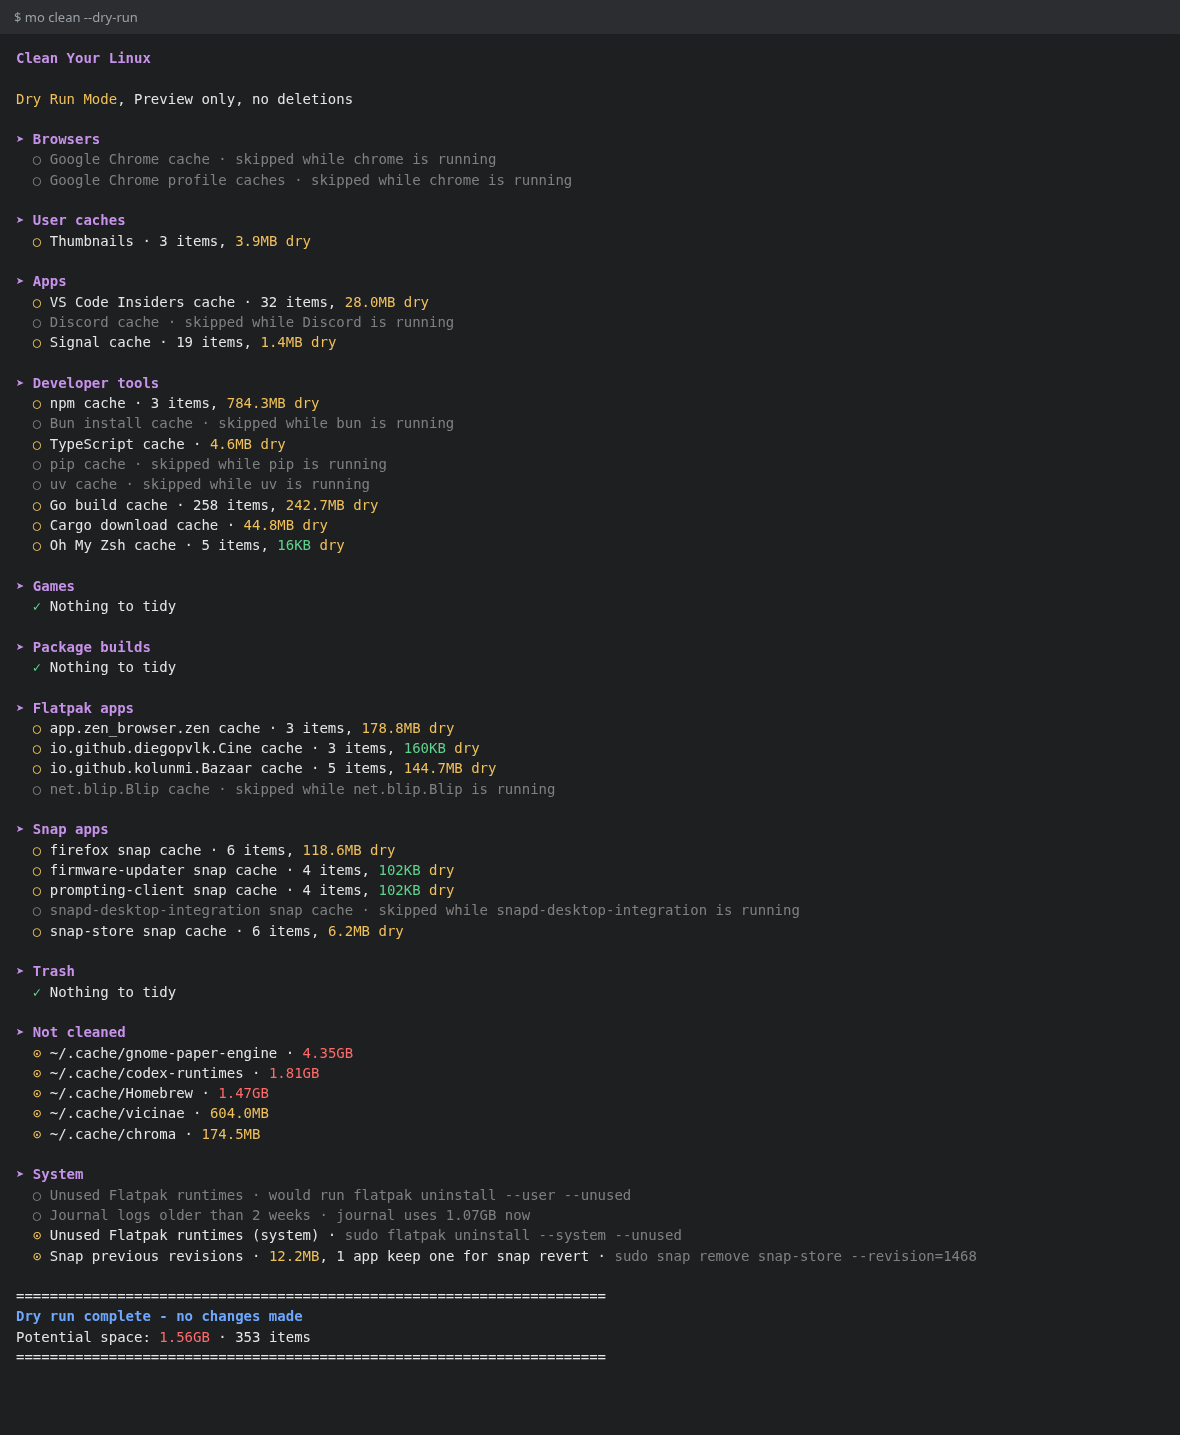 $ mo clean --dry-run
Clean Your Linux
Dry Run Mode, Preview only, no deletions
➤ Browsers
○ Google Chrome cache · skipped while chrome is running
○ Google Chrome profile caches · skipped while chrome is running
➤ User caches
○ Thumbnails · 3 items, 3.9MB dry
➤ Apps
○ VS Code Insiders cache · 32 items, 28.0MB dry
○ Discord cache · skipped while Discord is running
○ Signal cache · 19 items, 1.4MB dry
➤ Developer tools
○ npm cache · 3 items, 784.3MB dry
○ Bun install cache · skipped while bun is running
○ TypeScript cache · 4.6MB dry
○ pip cache · skipped while pip is running
○ uv cache · skipped while uv is running
○ Go build cache · 258 items, 242.7MB dry
○ Cargo download cache · 44.8MB dry
○ Oh My Zsh cache · 5 items, 16KB dry
➤ Games
✓ Nothing to tidy
➤ Package builds
✓ Nothing to tidy
➤ Flatpak apps
○ app.zen_browser.zen cache · 3 items, 178.8MB dry
○ io.github.diegopvlk.Cine cache · 3 items, 160KB dry
○ io.github.kolunmi.Bazaar cache · 5 items, 144.7MB dry
○ net.blip.Blip cache · skipped while net.blip.Blip is running
➤ Snap apps
○ firefox snap cache · 6 items, 118.6MB dry
○ firmware-updater snap cache · 4 items, 102KB dry
○ prompting-client snap cache · 4 items, 102KB dry
○ snapd-desktop-integration snap cache · skipped while snapd-desktop-integration is running
○ snap-store snap cache · 6 items, 6.2MB dry
➤ Trash
✓ Nothing to tidy
➤ Not cleaned
⊙ ~/.cache/gnome-paper-engine · 4.35GB
⊙ ~/.cache/codex-runtimes · 1.81GB
⊙ ~/.cache/Homebrew · 1.47GB
⊙ ~/.cache/vicinae · 604.0MB
⊙ ~/.cache/chroma · 174.5MB
➤ System
○ Unused Flatpak runtimes · would run flatpak uninstall --user --unused
○ Journal logs older than 2 weeks · journal uses 1.07GB now
⊙ Unused Flatpak runtimes (system) · sudo flatpak uninstall --system --unused
⊙ Snap previous revisions · 12.2MB, 1 app keep one for snap revert · sudo snap remove snap-store --revision=1468
======================================================================
Dry run complete - no changes made
Potential space: 1.56GB · 353 items
======================================================================